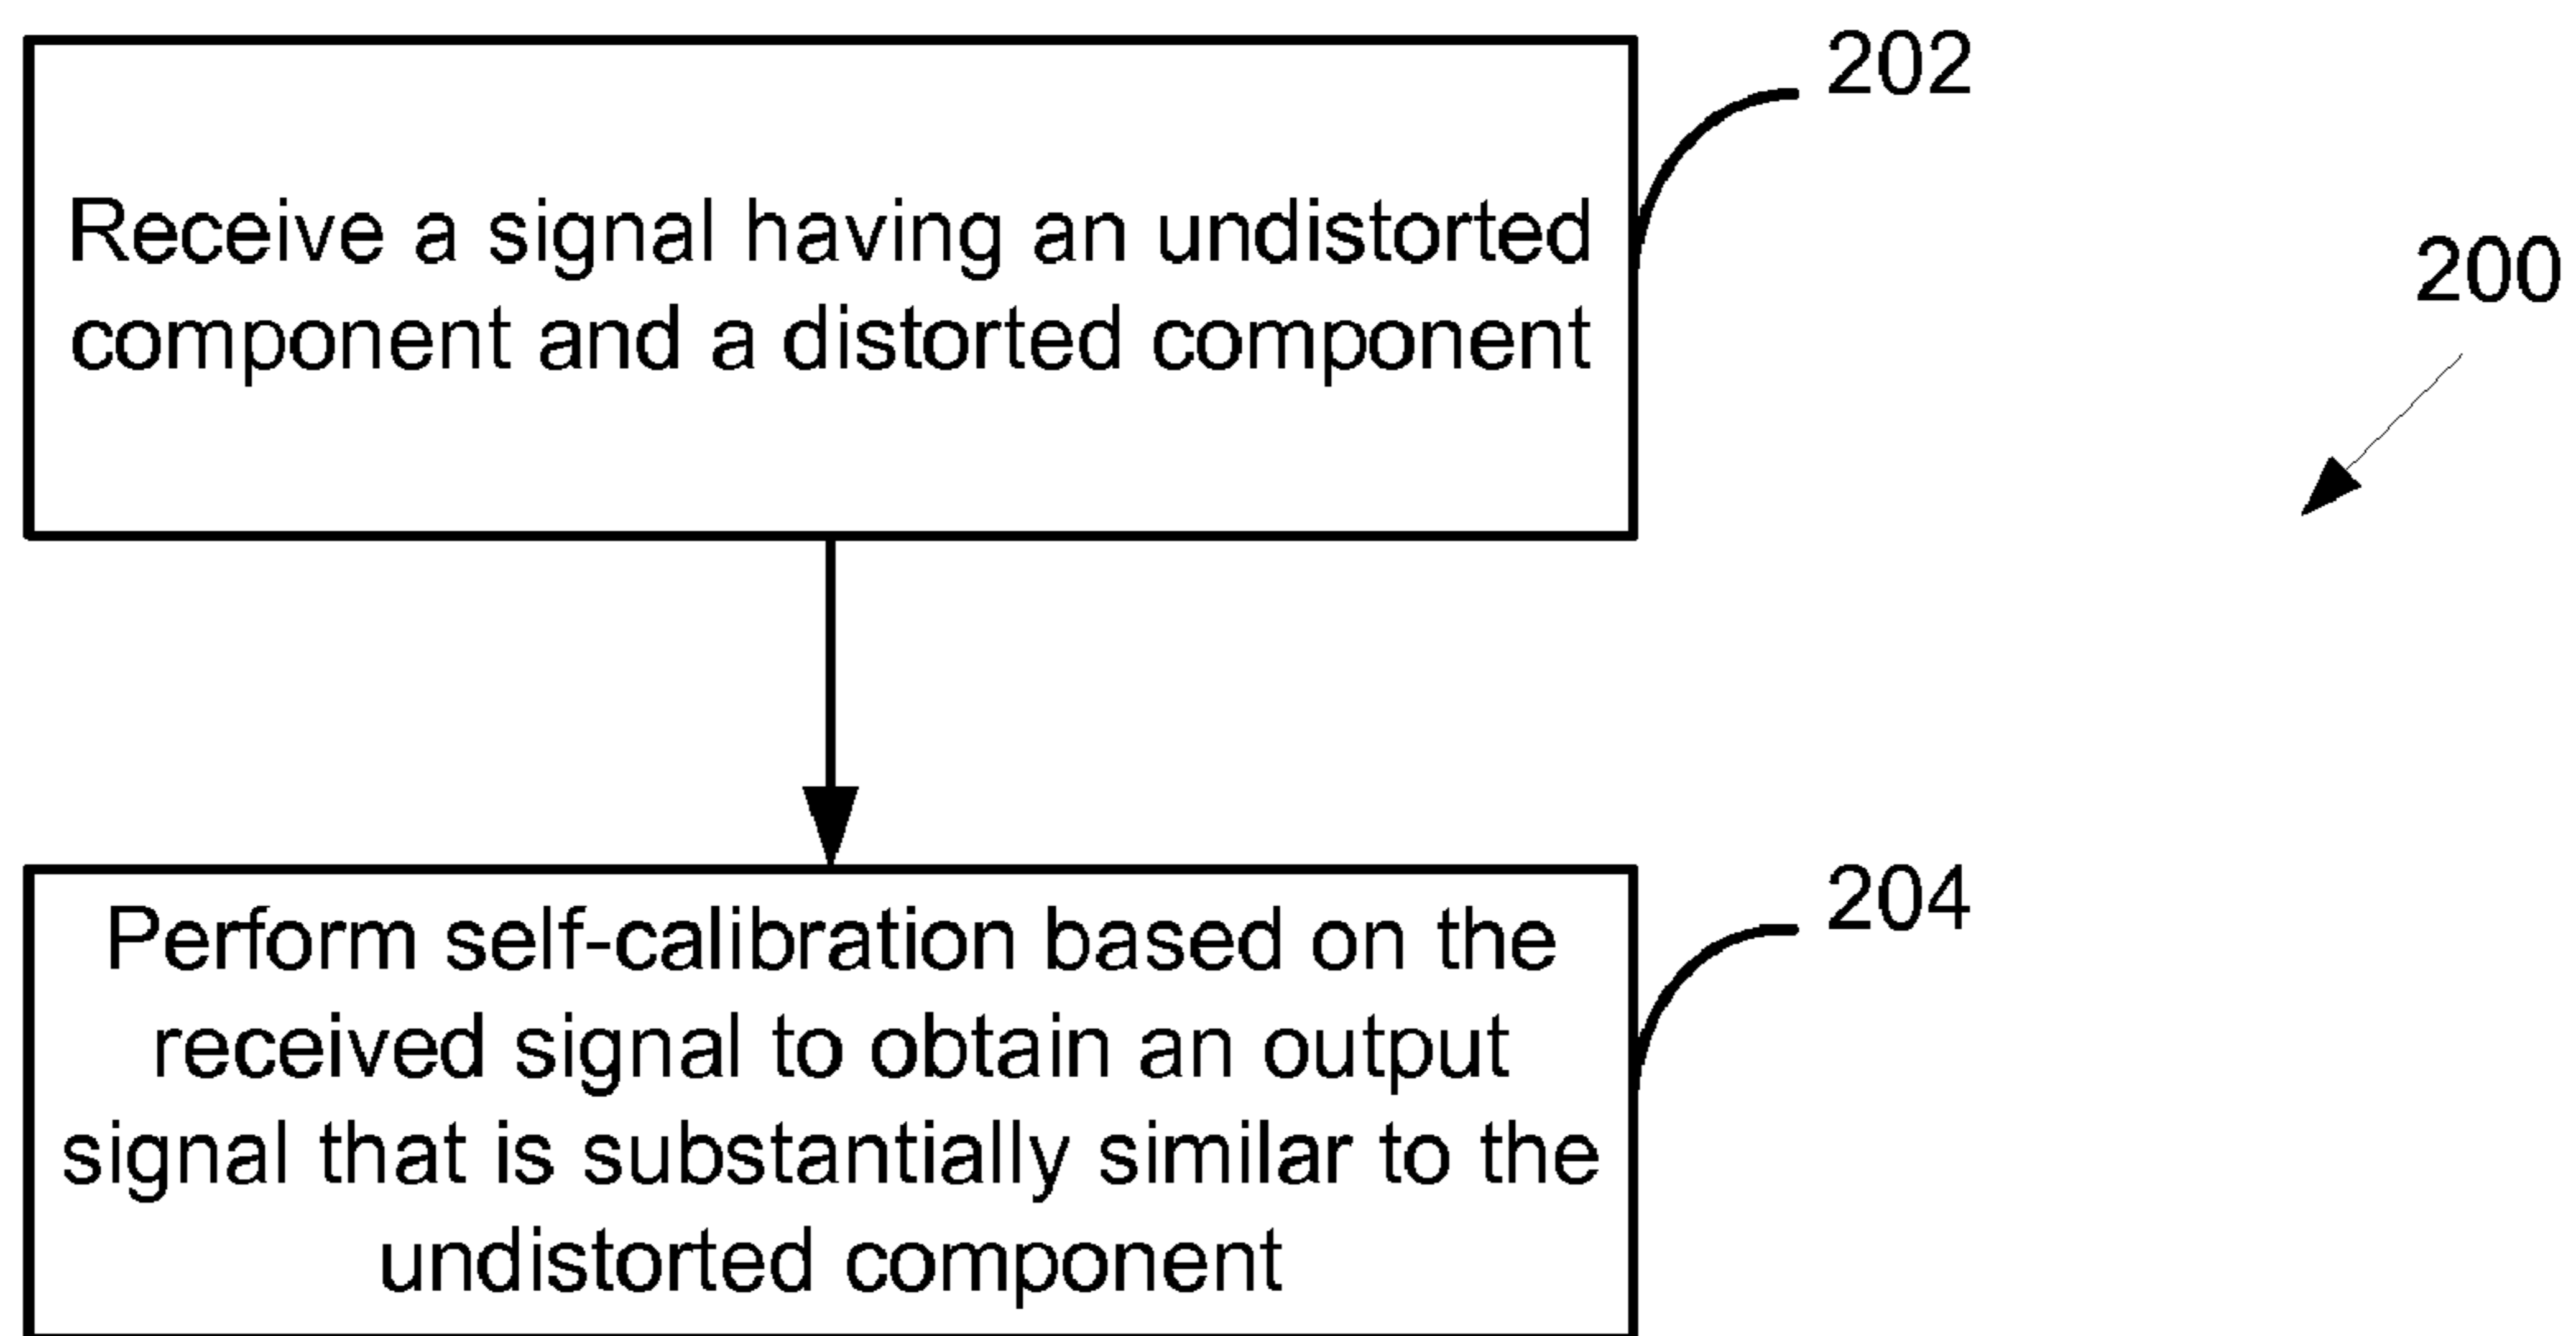 202
Receive a signal having an undistorted
component and a distorted component
200
204
Perform self-calibration based on the
received signal to obtain an output
signal that is substantially similar to the
undistorted component